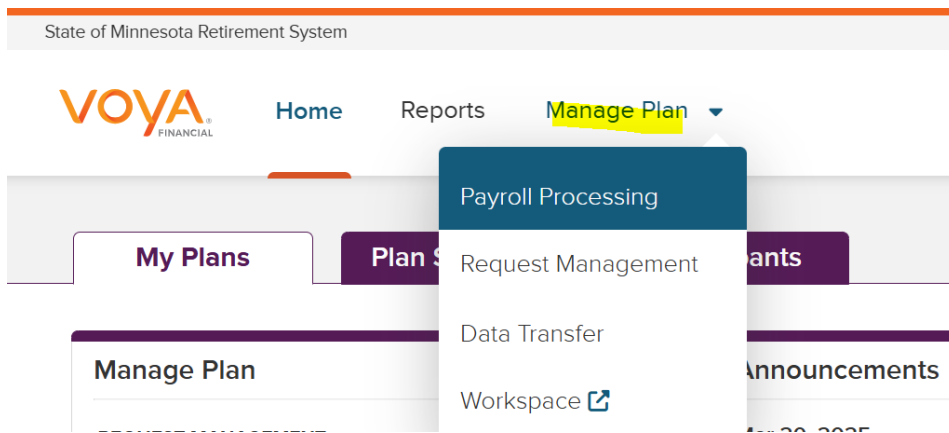 State of Minnesota Retirement System
VOYA FINANCIAL
Home Reports Manage Plan
Payroll Processing
Request Management
Data Transfer
Workspace
My Plans
Plan
Manage Plan
Announcements